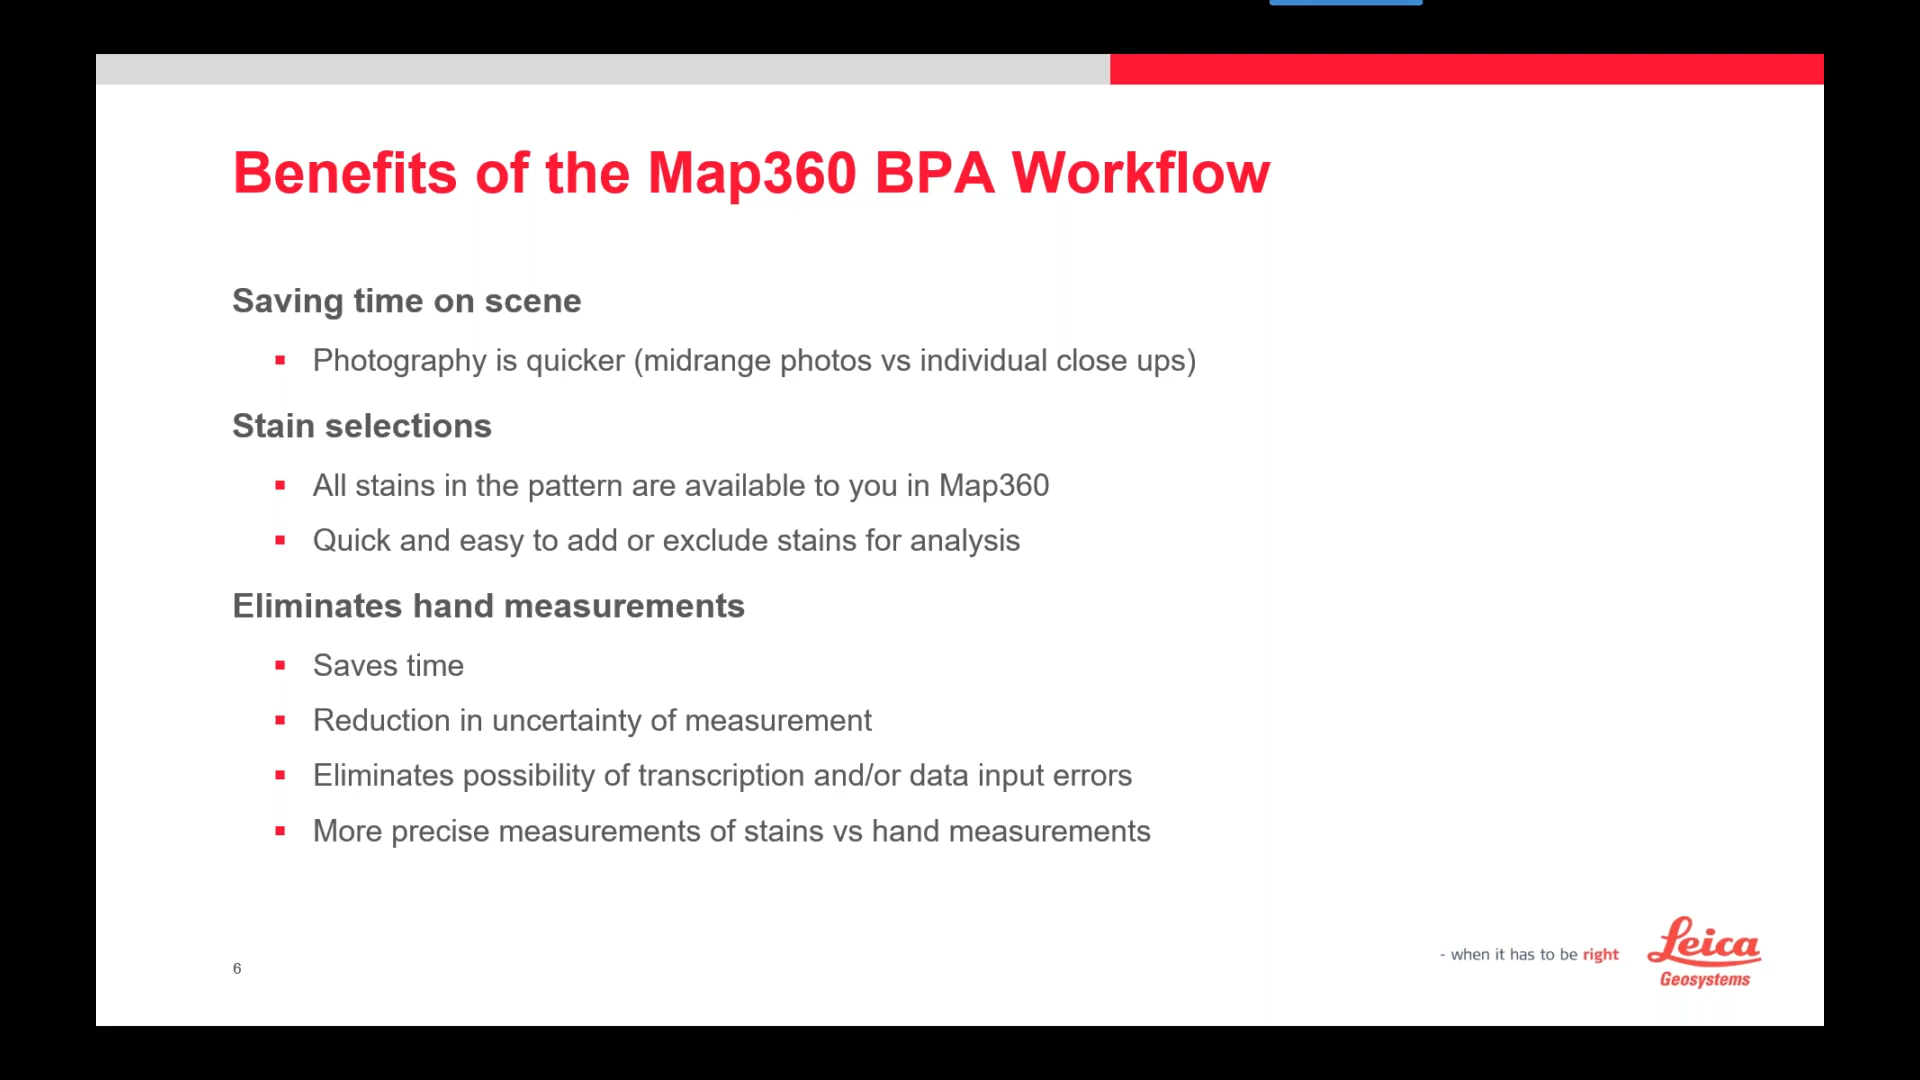 Benefits of the Map360 BPA Workflow
Saving time on scene
▪ Photography is quicker (midrange photos vs individual close ups)
Stain selections
▪ All stains in the pattern are available to you in Map360
▪ Quick and easy to add or exclude stains for analysis
Eliminates hand measurements
▪ Saves time
▪ Reduction in uncertainty of measurement
▪ Eliminates possibility of transcription and/or data input errors
▪ More precise measurements of stains vs hand measurements
6
- when it has to be right
Leica
Geosystems